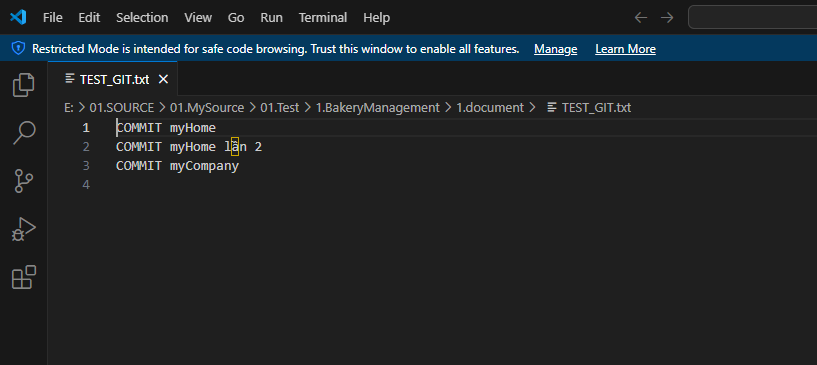 File Edit Selection View Go Run Terminal Help
Restricted Mode is intended for safe code browsing. Trust this window to enable all features. Manage Learn More
TEST_GIT.txt
E: > 01.SOURCE > 01.MySource > 01.Test > 1.BakeryManagement > 1.document > TEST_GIT.txt
1 COMMIT myHome
2 COMMIT myHome lần 2
3 COMMIT myCompany
4